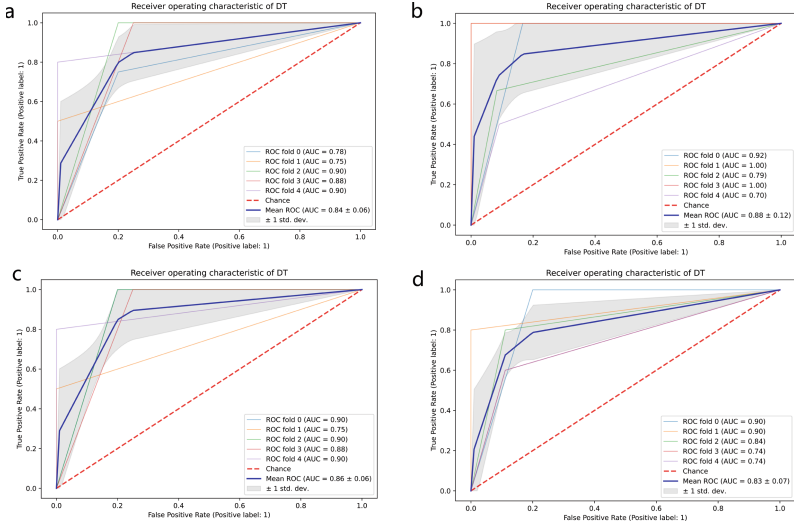 a
Receiver operating characteristic of DT
True Positive Rate (Positive label: 1)
1.0
0.8
0.6
0.4
0.2
0.0
ROC fold 0 (AUC = 0.78)
ROC fold 1 (AUC = 0.75)
ROC fold 2 (AUC = 0.90)
ROC fold 3 (AUC = 0.88)
ROC fold 4 (AUC = 0.90)
Chance
Mean ROC (AUC = 0.84 ± 0.06)
± 1 std. dev.
0.0 0.2 0.4 0.6 0.8 1.0
False Positive Rate (Positive label: 1)
b
Receiver operating characteristic of DT
True Positive Rate (Positive label: 1)
1.0
0.8
0.6
0.4
0.2
0.0
ROC fold 0 (AUC = 0.92)
ROC fold 1 (AUC = 1.00)
ROC fold 2 (AUC = 0.79)
ROC fold 3 (AUC = 1.00)
ROC fold 4 (AUC = 0.70)
Chance
Mean ROC (AUC = 0.88 ± 0.12)
± 1 std. dev.
0.0 0.2 0.4 0.6 0.8 1.0
False Positive Rate (Positive label: 1)
c
Receiver operating characteristic of DT
True Positive Rate (Positive label: 1)
1.0
0.8
0.6
0.4
0.2
0.0
ROC fold 0 (AUC = 0.90)
ROC fold 1 (AUC = 0.75)
ROC fold 2 (AUC = 0.90)
ROC fold 3 (AUC = 0.88)
ROC fold 4 (AUC = 0.90)
Chance
Mean ROC (AUC = 0.86 ± 0.06)
± 1 std. dev.
0.0 0.2 0.4 0.6 0.8 1.0
False Positive Rate (Positive label: 1)
d
Receiver operating characteristic of DT
True Positive Rate (Positive label: 1)
1.0
0.8
0.6
0.4
0.2
0.0
ROC fold 0 (AUC = 0.90)
ROC fold 1 (AUC = 0.90)
ROC fold 2 (AUC = 0.84)
ROC fold 3 (AUC = 0.74)
ROC fold 4 (AUC = 0.74)
Chance
Mean ROC (AUC = 0.83 ± 0.07)
± 1 std. dev.
0.0 0.2 0.4 0.6 0.8 1.0
False Positive Rate (Positive label: 1)